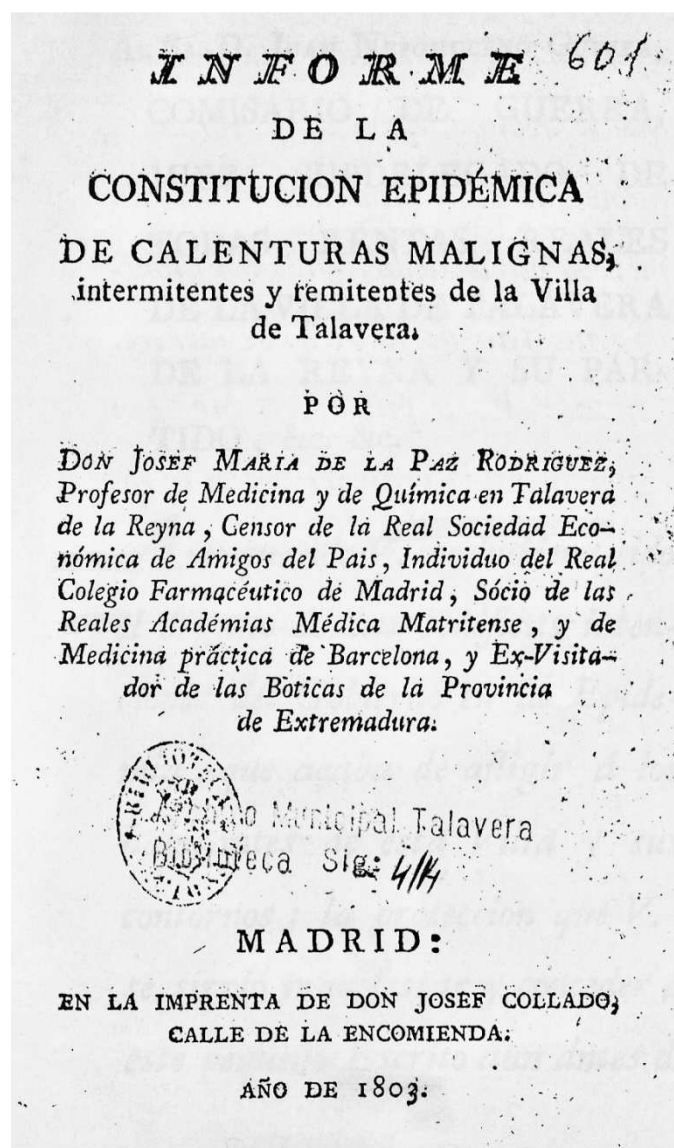 INFORME 601.
DE LA
CONSTITUCION EPIDÉMICA
DE CALENTURAS MALIGNAS,
intermitentes y remitentes de la Villa
de Talavera.
POR
DON JOSEF MARIA DE LA PAZ RODRIGUEZ,
Profesor de Medicina y de Química en Talavera
de la Reyna, Censor de la Real Sociedad Eco-
nómica de Amigos del Pais, Individuo del Real
Colegio Farmacéutico de Madrid, Sócio de las
Reales Académias Médica Matritense, y de
Medicina práctica de Barcelona, y Ex-Visita-
dor de las Boticas de la Provincia
de Extremadura.
Municipal Talavera
Biblioteca Sig: 4/14
MADRID:
EN LA IMPRENTA DE DON JOSEF COLLADO,
CALLE DE LA ENCOMIENDA.
AÑO DE 1803.